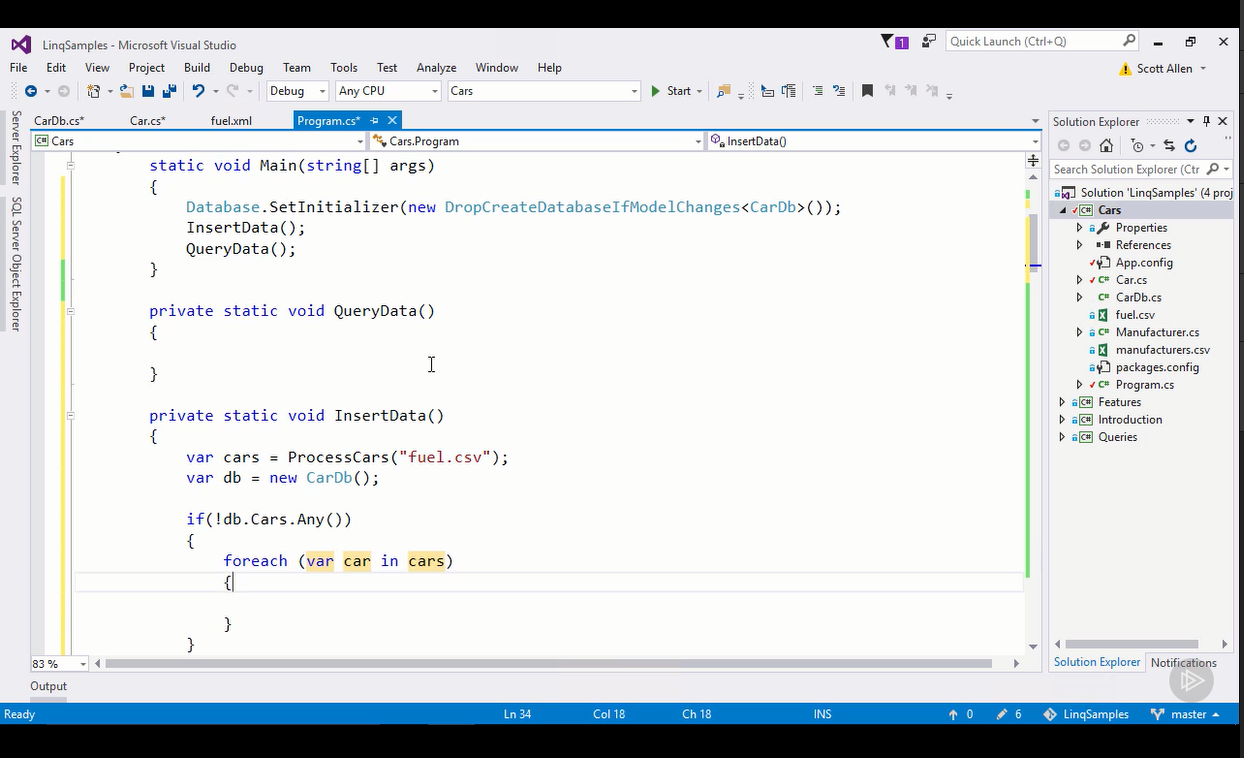 LinqSamples - Microsoft Visual Studio
1
Quick Launch (Ctrl+Q)
File Edit View Project Build Debug Team Tools Test Analyze Window Help
Scott Allen
Debug Any CPU Cars Start
CarDb.cs* Car.cs* fuel.xml Program.cs*
Cars Cars.Program InsertData()
Server Explorer
SQL Server Object Explorer
static void Main(string[] args)
{
Database.SetInitializer(new DropCreateDatabaseIfModelChanges<CarDb>());
InsertData();
QueryData();
}
private static void QueryData()
{
}
private static void InsertData()
{
var cars = ProcessCars("fuel.csv");
var db = new CarDb();
if(!db.Cars.Any())
{
foreach (var car in cars)
{
}
}
83 %
Solution Explorer
Search Solution Explorer (Ctr
Solution 'LinqSamples' (4 proj
Cars
Properties
References
App.config
Car.cs
CarDb.cs
fuel.csv
Manufacturer.cs
manufacturers.csv
packages.config
Program.cs
Features
Introduction
Queries
Solution Explorer Notifications
Output
Ready Ln 34 Col 18 Ch 18 INS 0 6 LinqSamples master